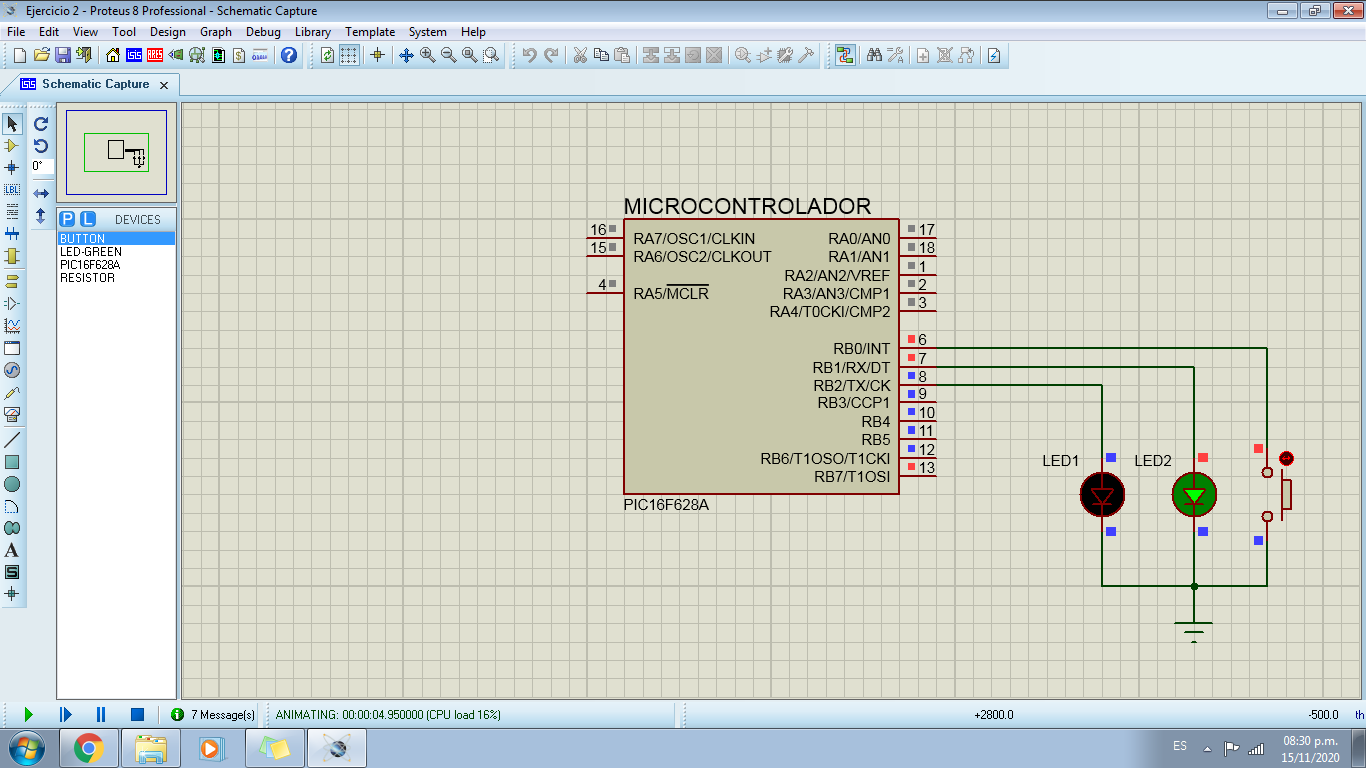 Ejercicio 2 - Proteus 8 Professional - Schematic Capture
File Edit View Tool Design Graph Debug Library Template System Help
Schematic Capture
0°
LBL
P L DEVICES
BUTTON
LED-GREEN
PIC16F628A
RESISTOR
MICROCONTROLADOR
16 RA7/OSC1/CLKIN RA0/AN0 17
15 RA6/OSC2/CLKOUT RA1/AN1 18
RA2/AN2/VREF 1
4 RA5/MCLR RA3/AN3/CMP1 2
RA4/T0CKI/CMP2 3
RB0/INT 6
RB1/RX/DT 7
RB2/TX/CK 8
RB3/CCP1 9
RB4 10
RB5 11
RB6/T1OSO/T1CKI 12
RB7/T1OSI 13
PIC16F628A
LED1 LED2
A
S
7 Message(s) ANIMATING: 00:00:04.950000 (CPU load 16%) +2800.0 -500.0 th
ES 08:30 p.m.
15/11/2020